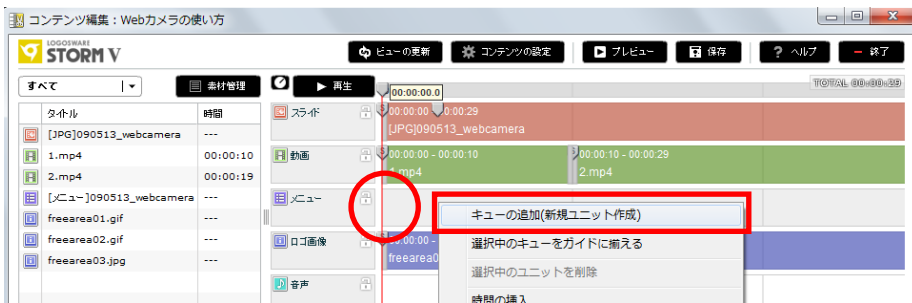 コンテンツ編集：Webカメラの使い方
LOGOSWARE
STORM V
ビューの更新 コンテンツの設定 プレビュー 保存 ? ヘルプ 終了
すべて 素材管理 再生 00:00:00.0 TOTAL 00:00:29
タイトル 時間
[JPG]090513_webcamera ---
1.mp4 00:00:10
2.mp4 00:00:19
[メニュー]090513_webcamera ---
freearea01.gif ---
freearea02.gif ---
freearea03.jpg ---
スライド 00:00:00 - 0:00:29
[JPG]090513_webcamera
動画 00:00:00 - 00:00:10 00:00:10 - 00:00:29
1.mp4 2.mp4
メニュー
ロゴ画像 00:00:00 -
freearea0
音声
キューの追加(新規ユニット作成)
選択中のキューをガイドに揃える
選択中のユニットを削除
時間の挿入